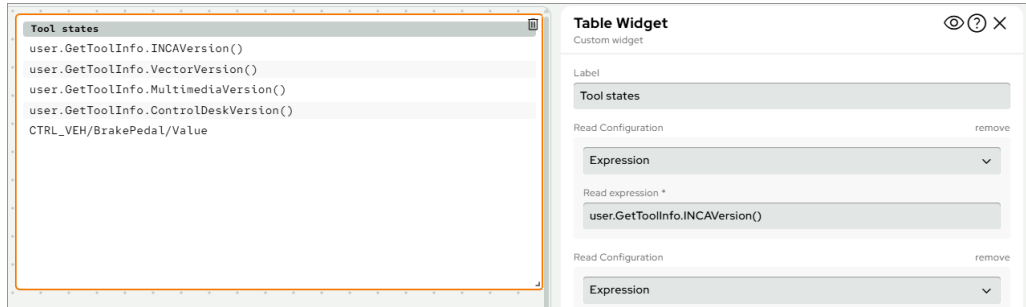 Tool states
user.GetToolInfo.INCAVersion()
user.GetToolInfo.VectorVersion()
user.GetToolInfo.MultimediaVersion()
user.GetToolInfo.ControlDeskVersion()
CTRL_VEH/BrakePedal/Value
Table Widget
Custom widget
Label
Tool states
Read Configuration remove
Expression
Read expression *
user.GetToolInfo.INCAVersion()
Read Configuration remove
Expression